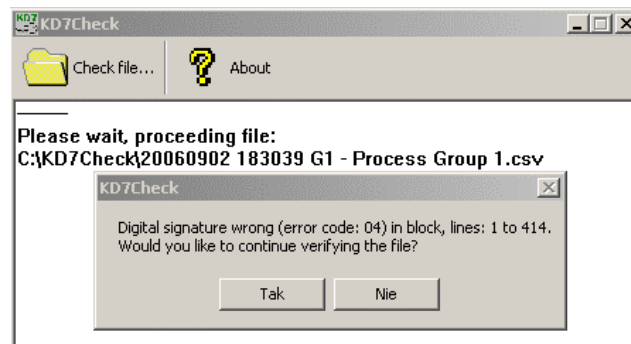 KD7
KD7Check
Check file...
? About
Please wait, proceeding file:
C:\KD7Check\20060902 183039 G1 - Process Group 1.csv
KD7Check
Digital signature wrong (error code: 04) in block, lines: 1 to 414.
Would you like to continue verifying the file?
Tak
Nie